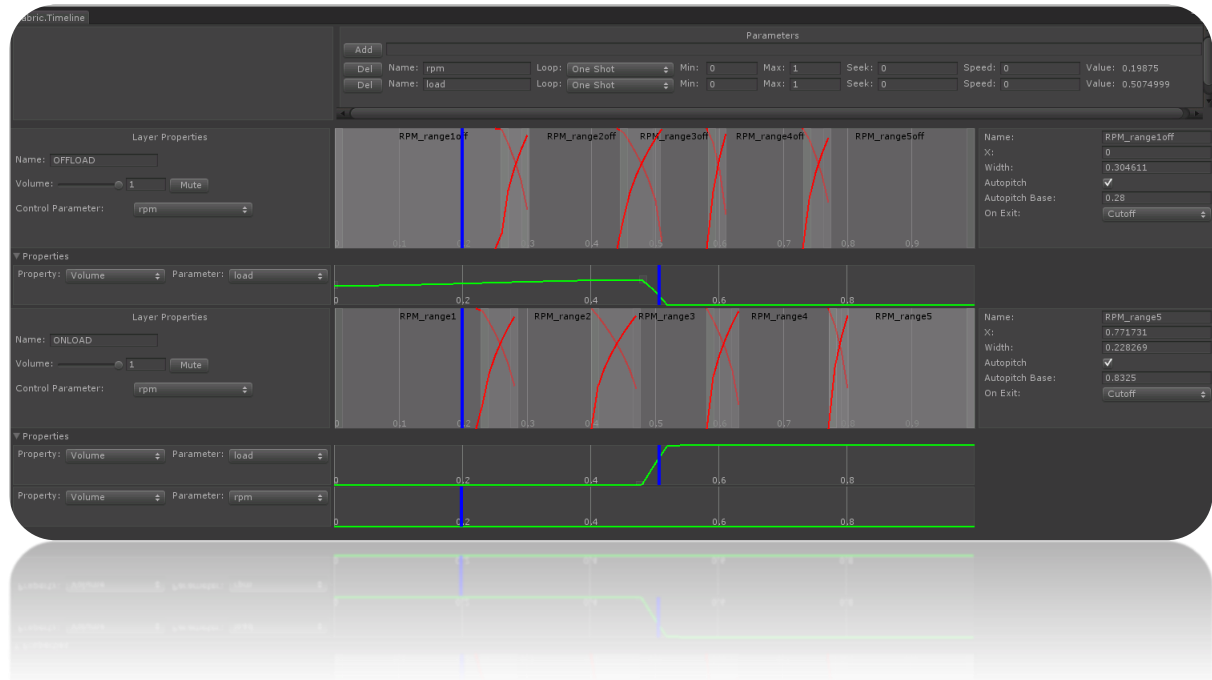 abric.Timeline
Parameters
Add
Del Name: rpm Loop: One Shot Min: 0 Max: 1 Seek: 0 Speed: 0 Value: 0.19875
Del Name: load Loop: One Shot Min: 0 Max: 1 Seek: 0 Speed: 0 Value: 0.5074999
Layer Properties
Name: OFFLOAD
Volume: 1 Mute
Control Parameter: rpm
RPM_range1off RPM_range2off RPM_range3off RPM_range4off RPM_range5off
0 0.1 0.2 0.3 0.4 0.5 0.6 0.7 0.8 0.9
Name: RPM_range1off
X: 0
Width: 0.304611
Autopitch
Autopitch Base: 0.28
On Exit: Cutoff
Properties
Property: Volume Parameter: load
0 0.2 0.4 0.6 0.8
Layer Properties
Name: ONLOAD
Volume: 1 Mute
Control Parameter: rpm
RPM_range1 RPM_range2 RPM_range3 RPM_range4 RPM_range5
0 0.1 0.2 0.3 0.4 0.5 0.6 0.7 0.8 0.9
Name: RPM_range5
X: 0.771731
Width: 0.228269
Autopitch
Autopitch Base: 0.8325
On Exit: Cutoff
Properties
Property: Volume Parameter: load
0 0.2 0.4 0.6 0.8
Property: Volume Parameter: rpm
0 0.2 0.4 0.6 0.8